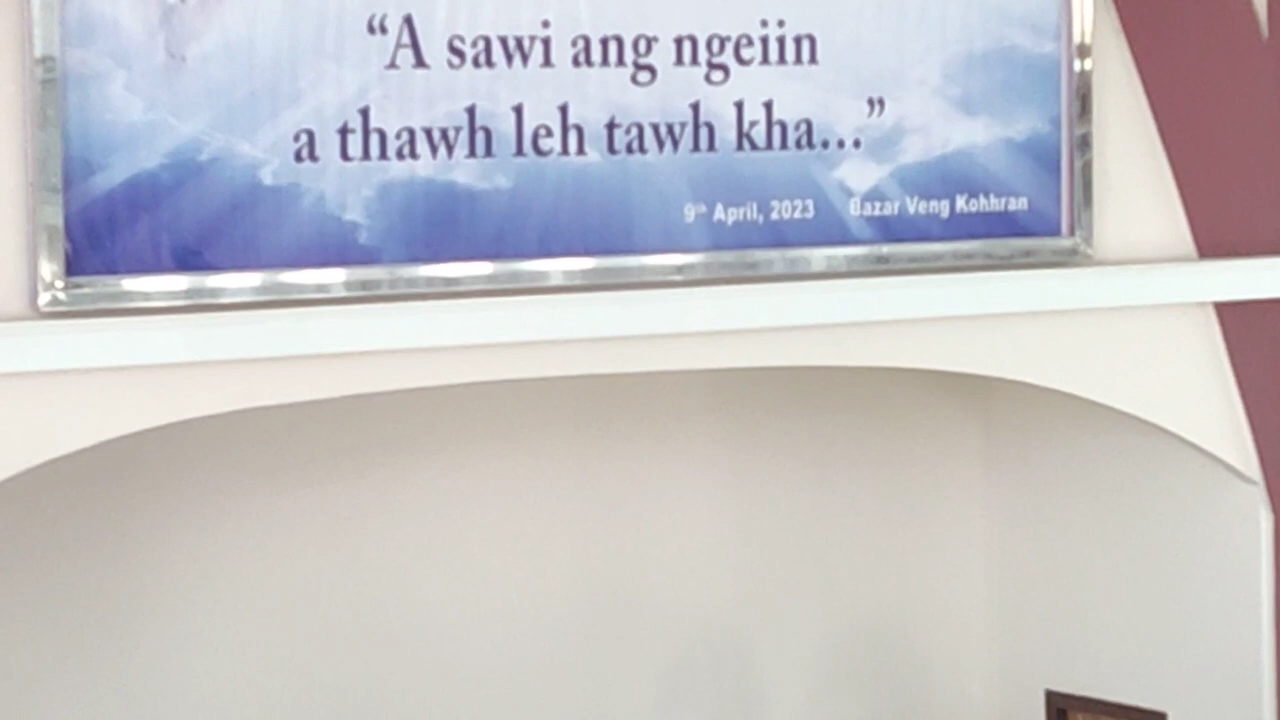 “A sawi ang ngeiin
a thawh leh tawh kha...”
9th April, 2023 Bazar Veng Kohhran